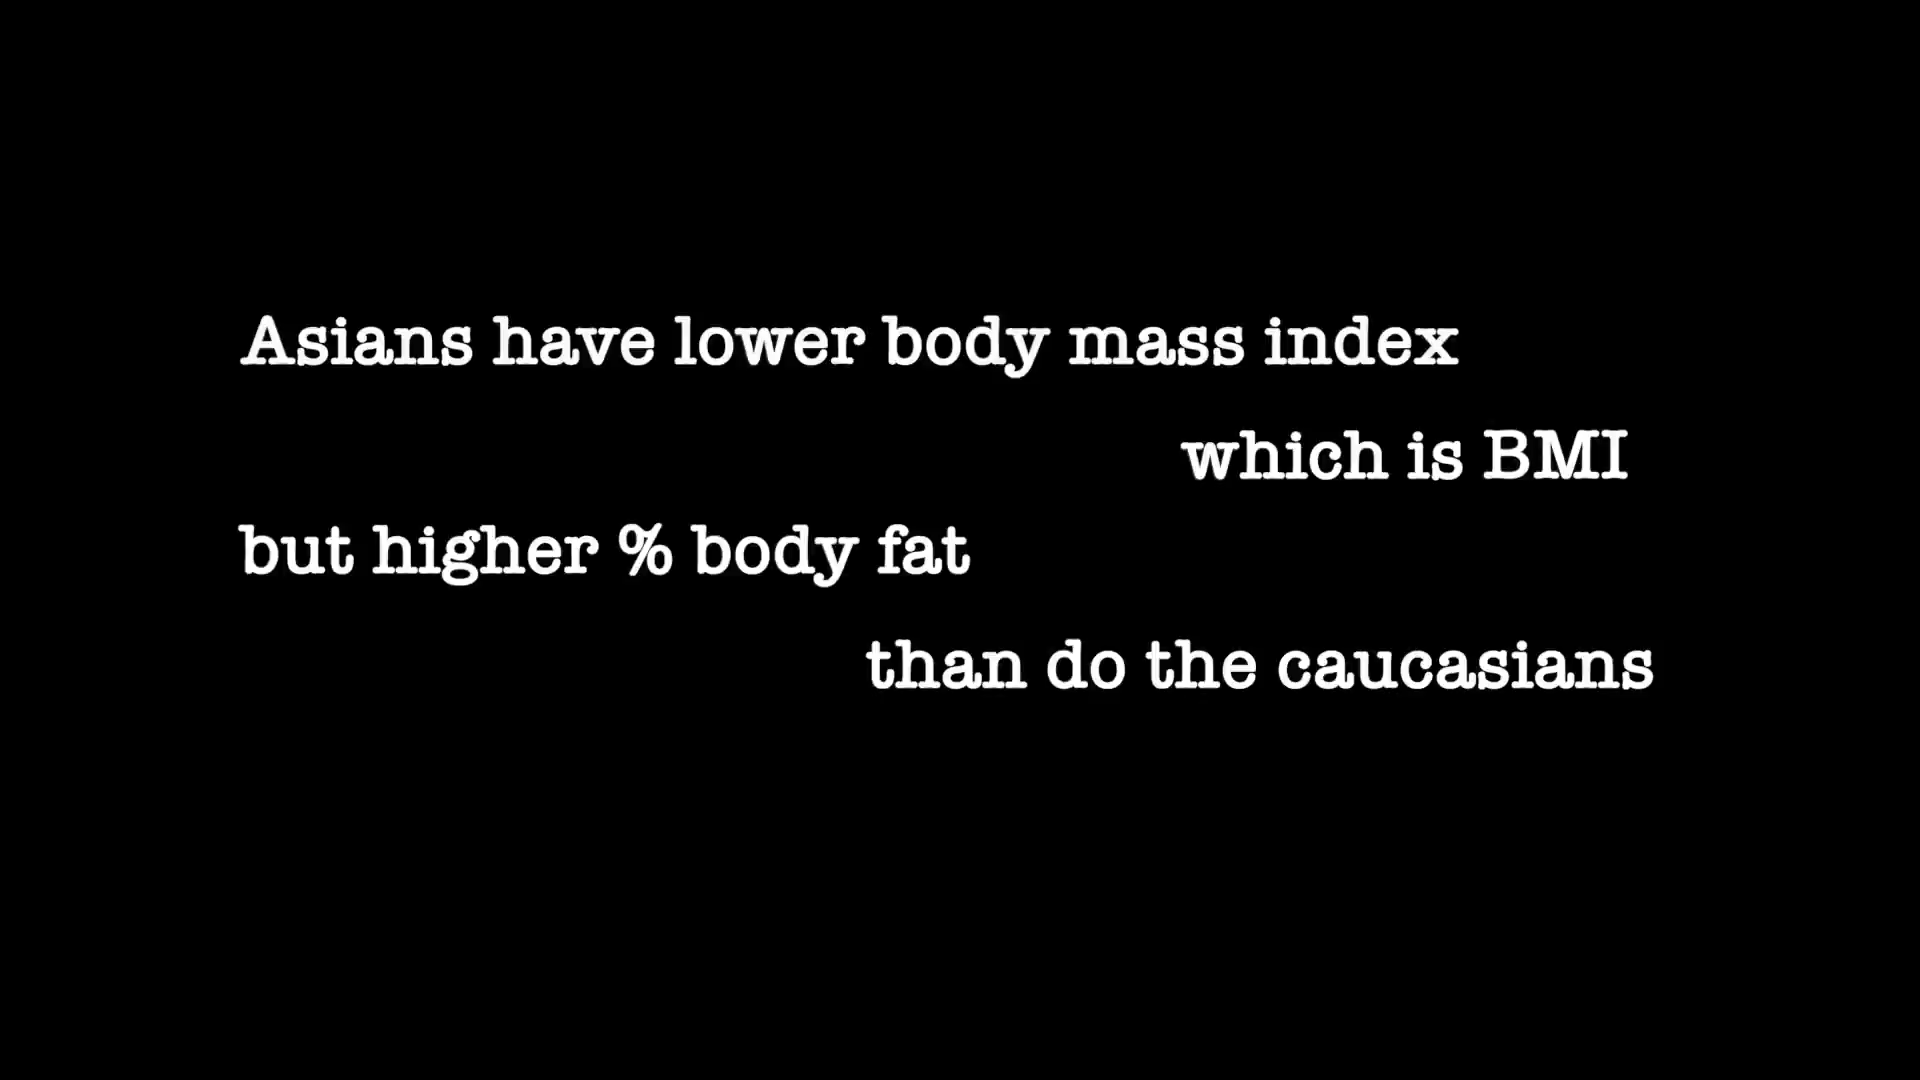 Asians have lower body mass index
which is BMI
but higher % body fat
than do the caucasians